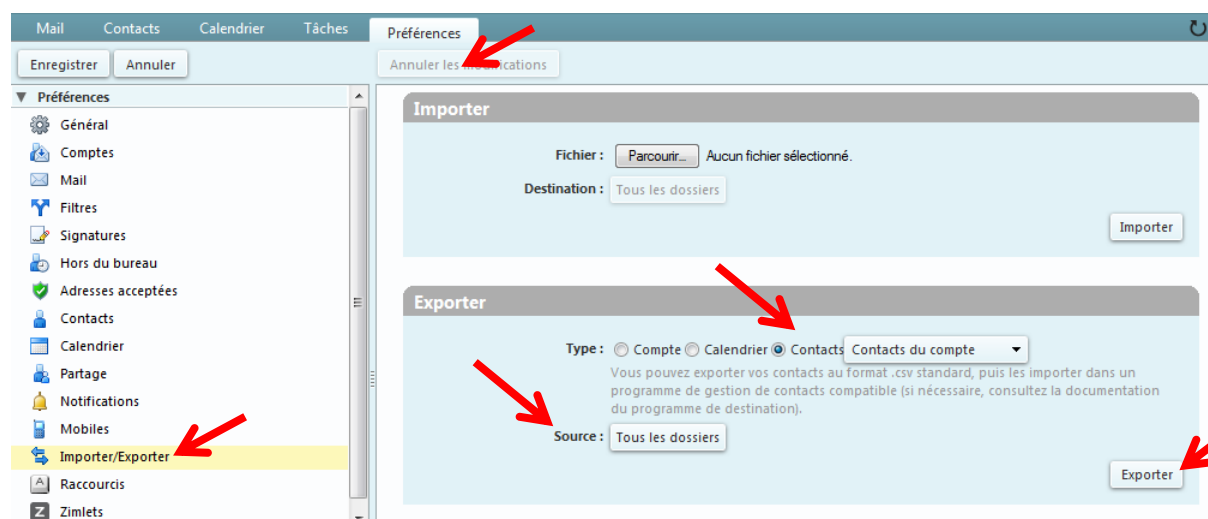 Mail Contacts Calendrier Tâches Préférences
Enregistrer Annuler Annuler les
Préférences
Général
Comptes
Mail
Filtres
Signatures
Hors du bureau
Adresses acceptées
Contacts
Calendrier
Partage
Notifications
Mobiles
Importer/Exporter
Raccourcis
Zimlets
Importer
Fichier : Parcourir... Aucun fichier sélectionné.
Destination : Tous les dossiers
Importer
Exporter
Type : Compte Calendrier Contacts Contacts du compte
Vous pouvez exporter vos contacts au format .csv standard, puis les importer dans un
programme de gestion de contacts compatible (si nécessaire, consultez la documentation
du programme de destination).
Source : Tous les dossiers
Exporter